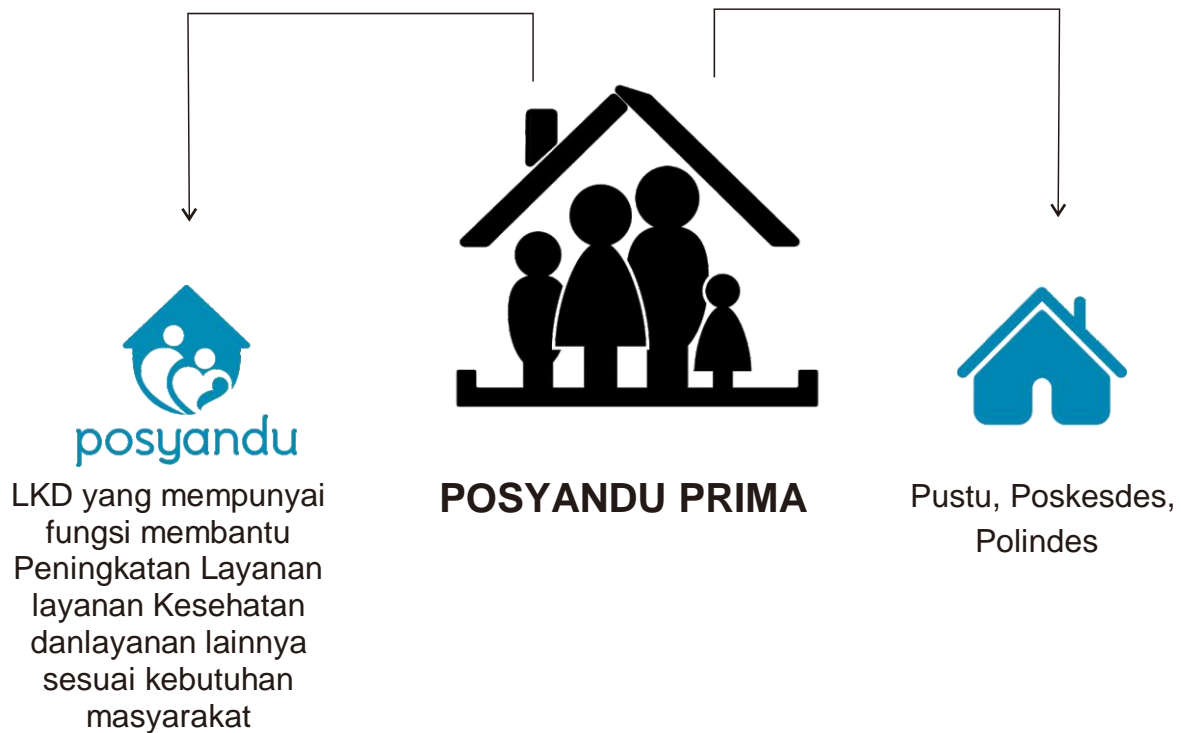 posyandu
LKD yang mempunyai
fungsi membantu
Peningkatan Layanan
layanan Kesehatan
danlayanan lainnya
sesuai kebutuhan
masyarakat
POSYANDU PRIMA
Pustu, Poskesdes,
Polindes